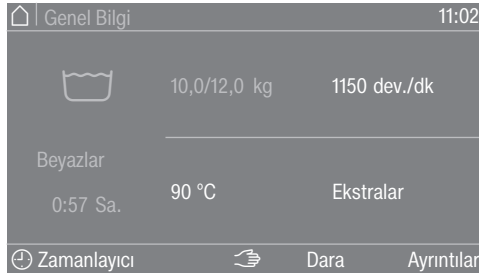 Genel Bilgi 11:02
10,0/12,0 kg 1150 dev./dk
Beyazlar
0:57 Sa.
90 °C Ekstralar
Zamanlayıcı Dara Ayrıntılar